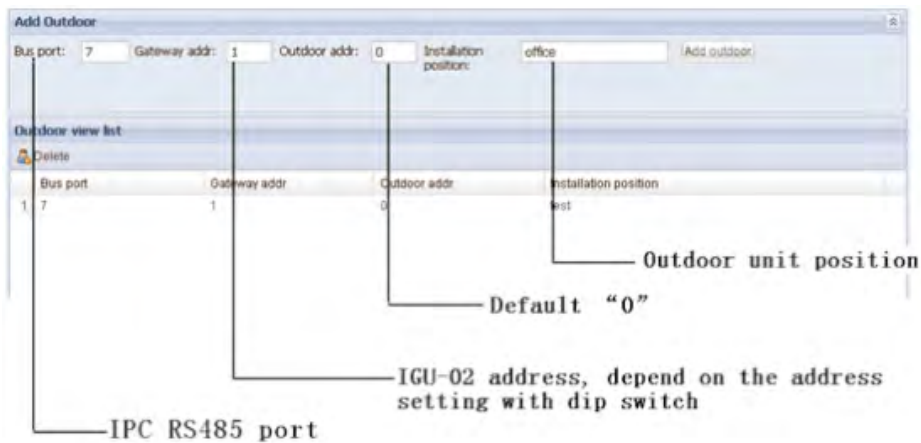 Add Outdoor
Bus port: 7 Gateway addr: 1 Outdoor addr: 0 Installation position: office Add outdoor
Outdoor view list
Delete
Bus port Gateway addr Outdoor addr Installation position
1 7 1 0 test
Outdoor unit position
Default “0”
IGU-02 address, depend on the address
setting with dip switch
IPC RS485 port